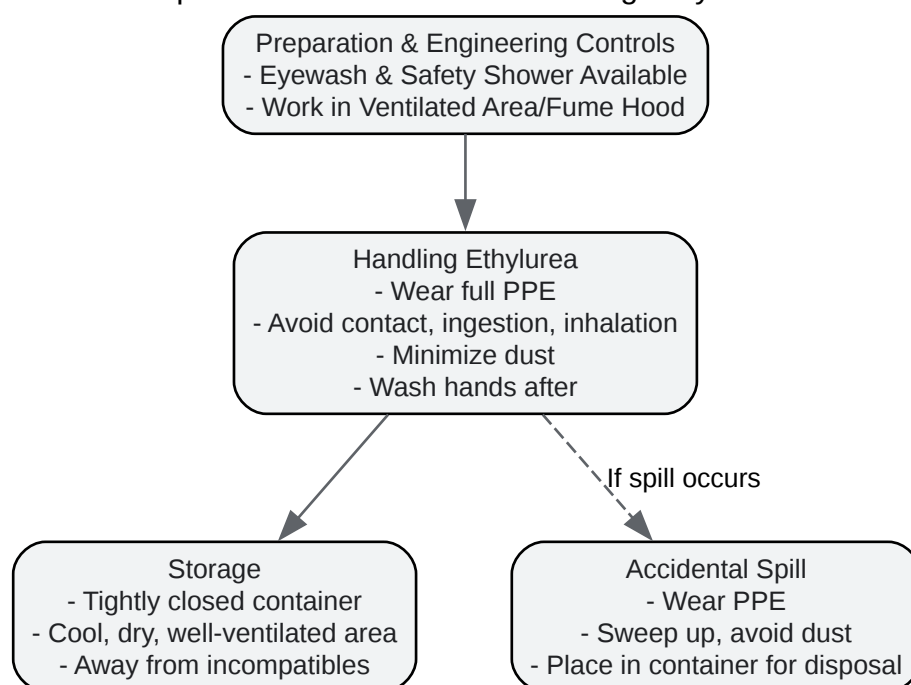 Preparation & Engineering Controls
- Eyewash & Safety Shower Available
- Work in Ventilated Area/Fume Hood
Handling Ethylurea
- Wear full PPE
- Avoid contact, ingestion, inhalation
- Minimize dust
- Wash hands after
If spill occurs
Storage
- Tightly closed container
- Cool, dry, well-ventilated area
- Away from incompatibles
Accidental Spill
- Wear PPE
- Sweep up, avoid dust
- Place in container for disposal